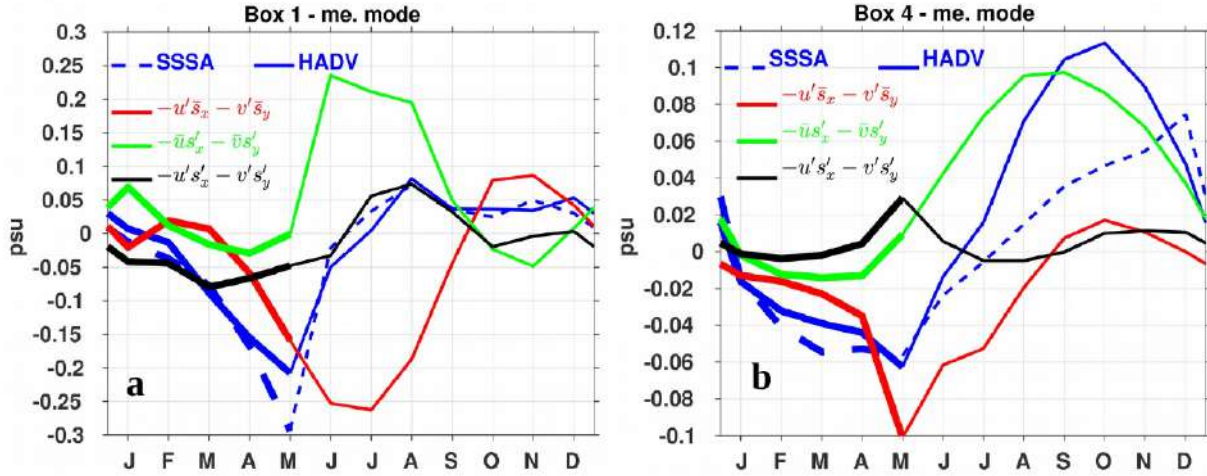 Box 1 - me. mode
SSSA HADV
−u′s̄ₓ − v′s̄ᵧ
−ūs′ₓ − v̄s′ᵧ
−u′s′ₓ − v′s′ᵧ
psu
0.3
0.25
0.2
0.15
0.1
0.05
0
-0.05
-0.1
-0.15
-0.2
-0.25
-0.3
a
J F M A M J J A S O N D
Box 4 - me. mode
SSSA HADV
−u′s̄ₓ − v′s̄ᵧ
−ūs′ₓ − v̄s′ᵧ
−u′s′ₓ − v′s′ᵧ
psu
0.12
0.1
0.08
0.06
0.04
0.02
0
-0.02
-0.04
-0.06
-0.08
-0.1
b
J F M A M J J A S O N D